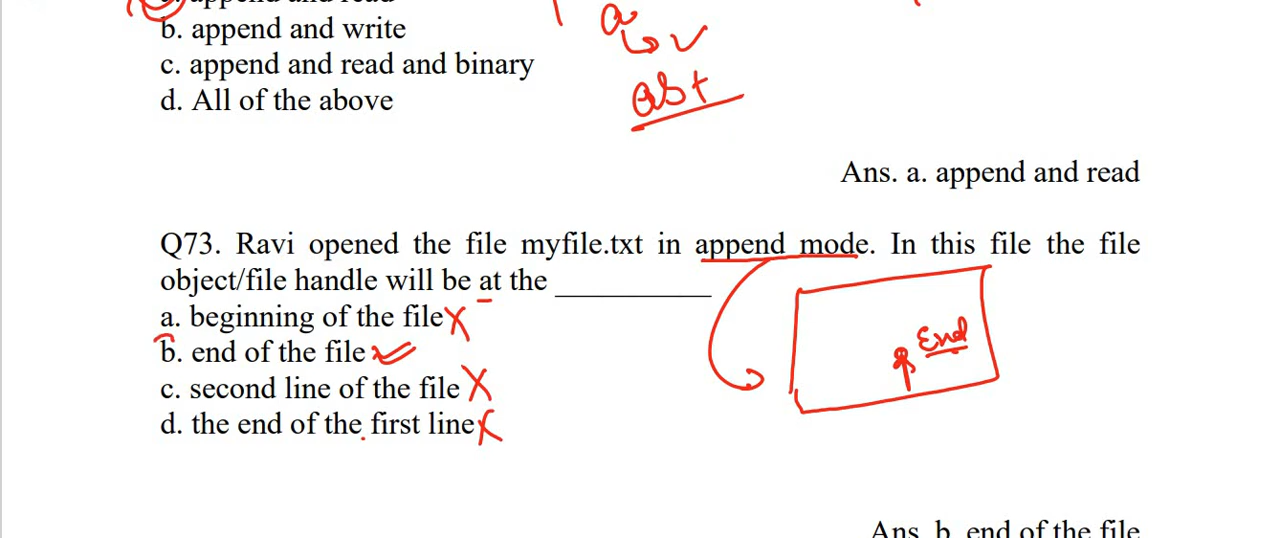 b. append and write
c. append and read and binary
d. All of the above
ab+
Ans. a. append and read
Q73. Ravi opened the file myfile.txt in append mode. In this file the file
object/file handle will be at the ___________
a. beginning of the file
b. end of the file
End
c. second line of the file
d. the end of the first line
Ans. b. end of the file